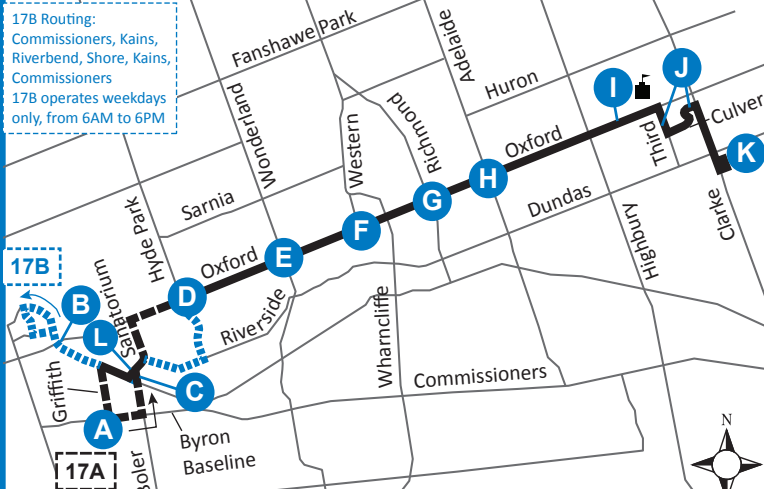 17B Routing:
Commissioners, Kains,
Riverbend, Shore, Kains,
Commissioners
17B operates weekdays
only, from 6AM to 6PM
Fanshawe Park
Wonderland
Western
Richmond
Adelaide
Huron
I
J
Culver
Third
K
Oxford
H
Dundas
Highbury
Clarke
G
F
E
Sarnia
Hyde Park
Oxford
D
Riverside
Wharncliffe
Commissioners
17B
B
Sanatorium
L
C
Griffith
A
Byron
Baseline
17A
oler
N